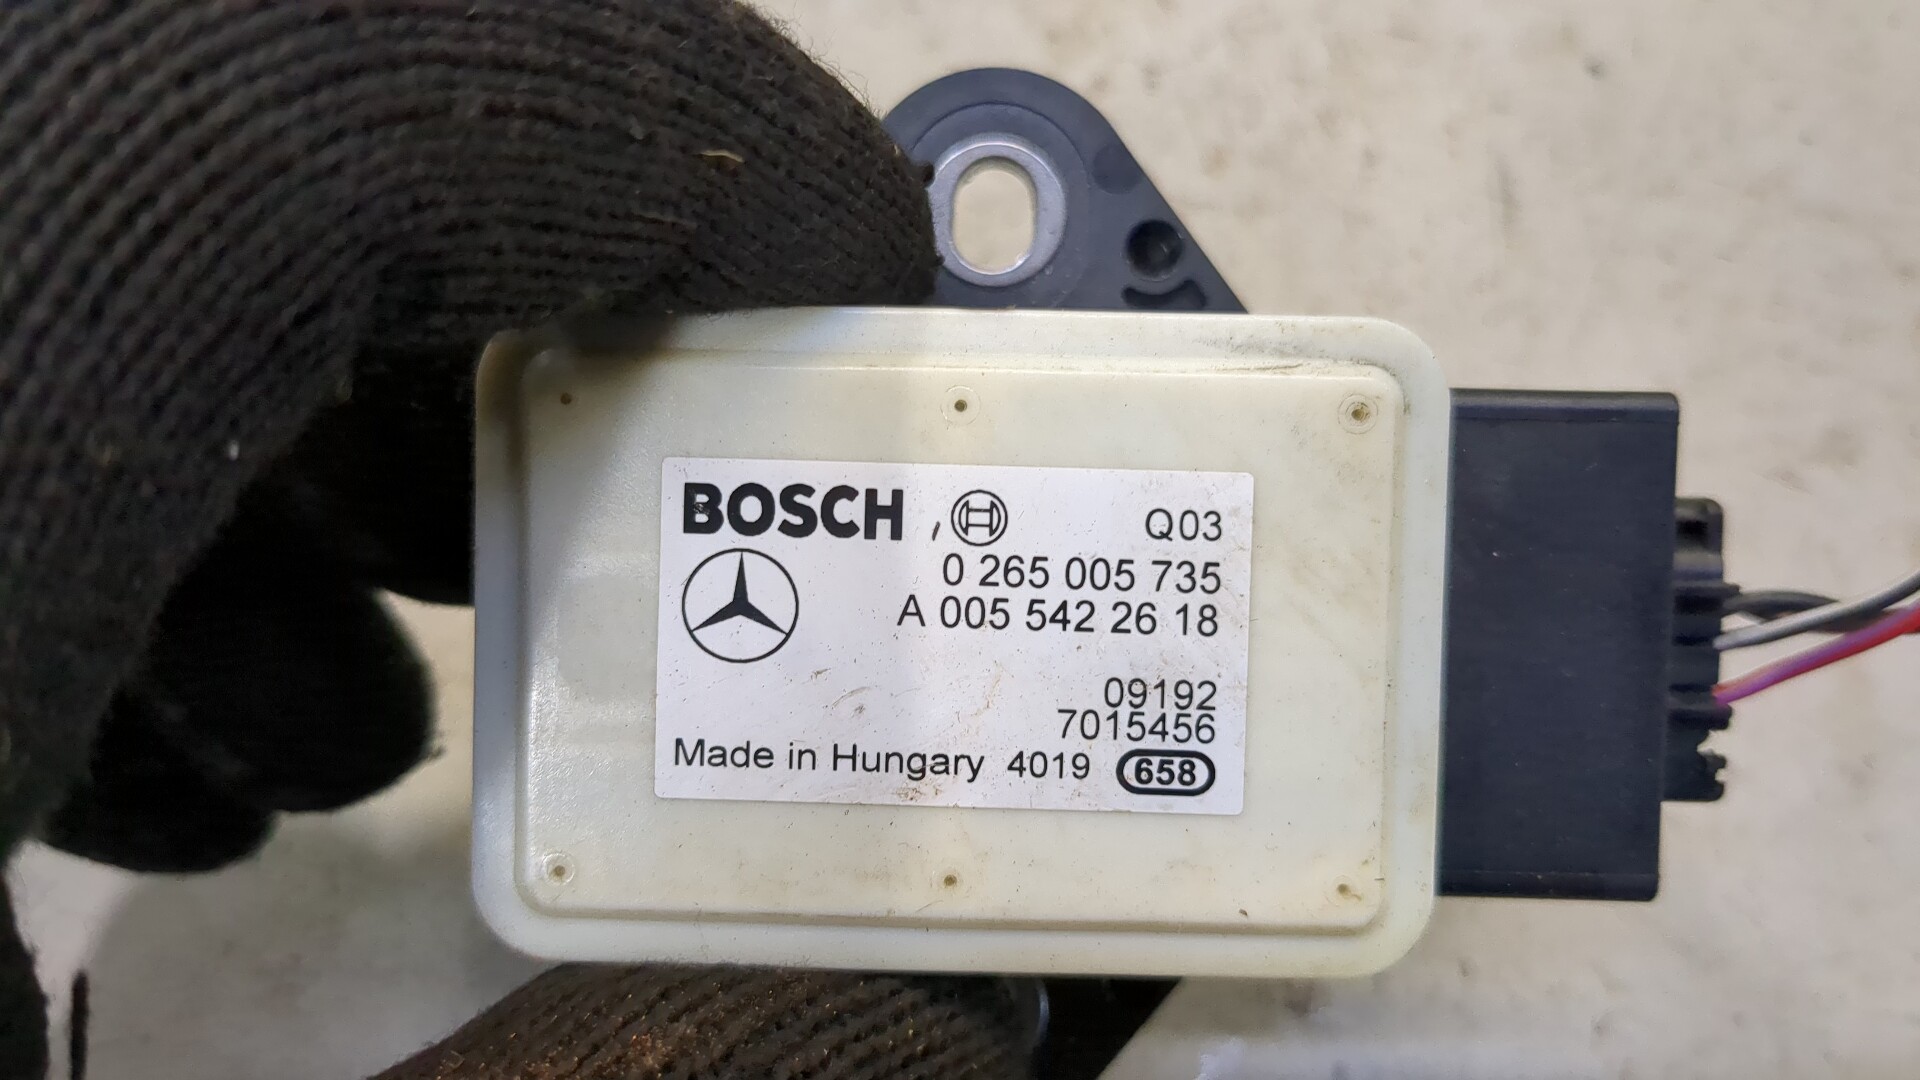 BOSCH Q03
0 265 005 735
A 005 542 26 18
09192
7015456
Made in Hungary 4019 658